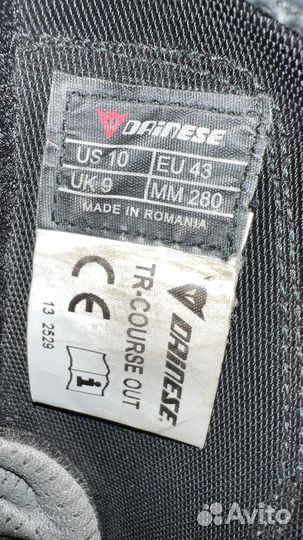 DAINESE
US 10 EU 43
UK 9 MM 280
MADE IN ROMANIA
DAINESE
TR-COURSE OUT
CE
i
13 2529
Avito